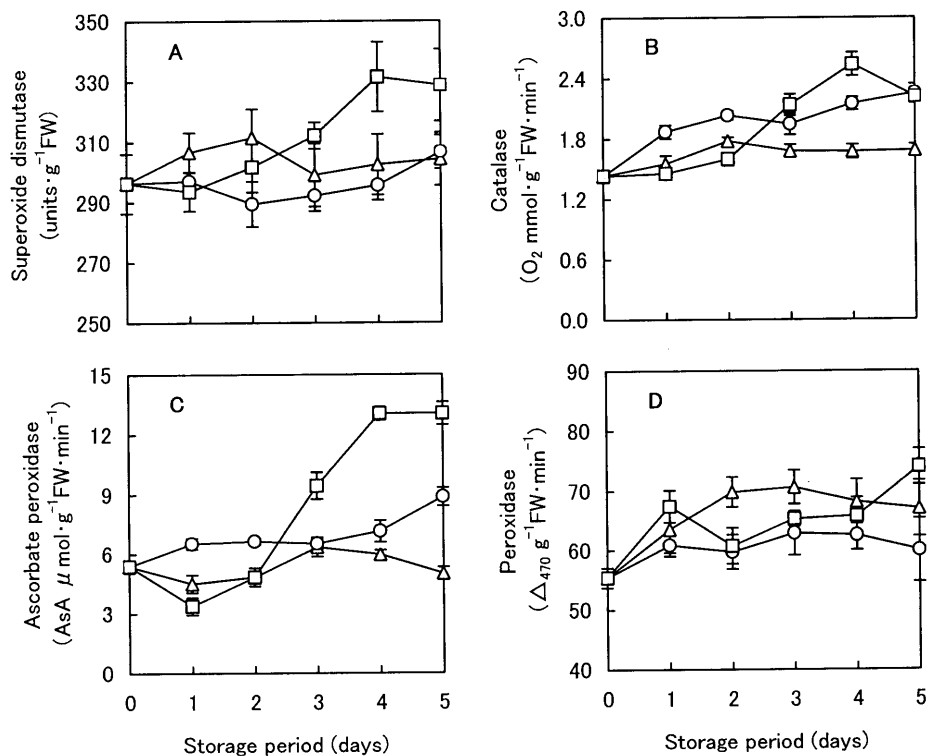 A
Superoxide dismutase
(units·g⁻¹FW)
350
330
310
290
270
250
B
Catalase
(O₂ mmol·g⁻¹FW·min⁻¹)
3.0
2.4
1.8
1.2
0.6
0.0
C
Ascorbate peroxidase
(AsA μ mol·g⁻¹FW·min⁻¹)
15
12
9
6
3
0
0 1 2 3 4 5
Storage period (days)
D
Peroxidase
(△₄₇₀ g⁻¹FW·min⁻¹)
90
80
70
60
50
40
0 1 2 3 4 5
Storage period (days)